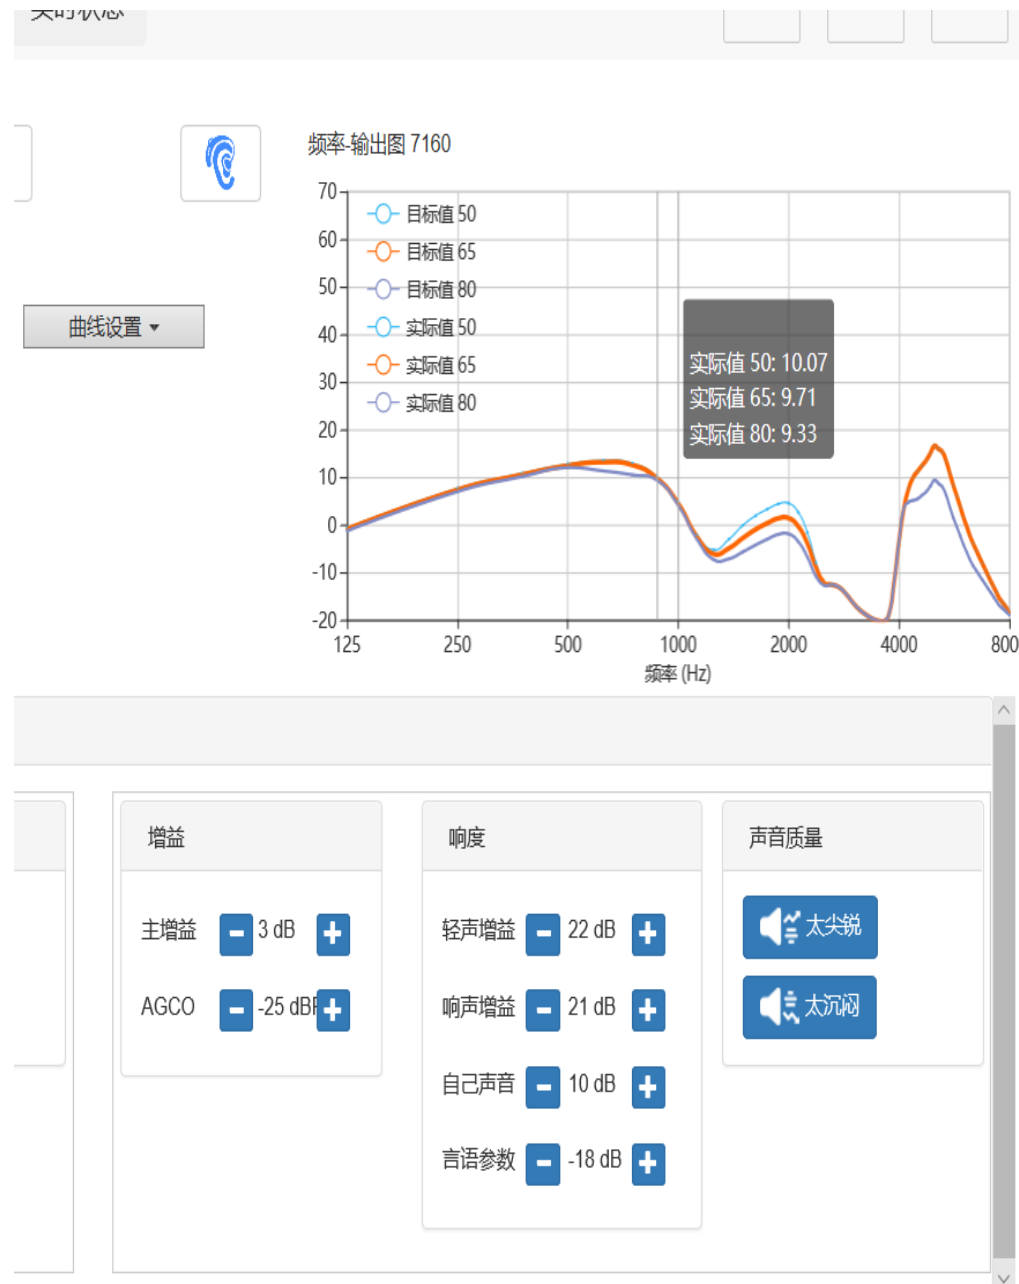 实时状态
频率-输出图 7160
70
60
50
40
30
20
10
0
-10
-20
目标值 50
目标值 65
目标值 80
实际值 50
实际值 65
实际值 80
实际值 50: 10.07
实际值 65: 9.71
实际值 80: 9.33
曲线设置
125 250 500 1000 2000 4000 800
频率 (Hz)
增益
主增益 3 dB
AGCO -25 dB
响度
轻声增益 22 dB
响声增益 21 dB
自己声音 10 dB
言语参数 -18 dB
声音质量
太尖锐
太沉闷